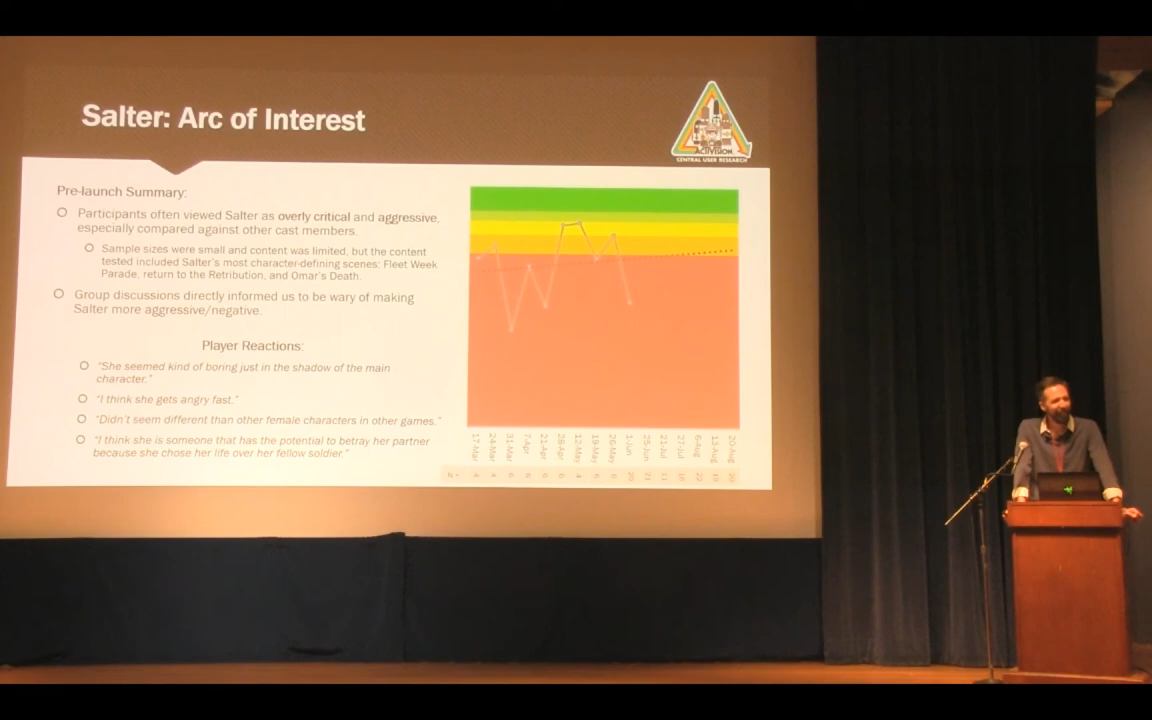 Salter: Arc of Interest
ACTIVISION
CENTRAL USER RESEARCH
Pre-launch Summary:
Participants often viewed Salter as overly critical and aggressive,
especially compared against other cast members.
Sample sizes were small and content was limited, but the content
tested included Salter's most character-defining scenes: Fleet Week
Parade, return to the Retribution, and Omar's Death.
Group discussions directly informed us to be wary of making
Salter more aggressive/negative.
Player Reactions:
"She seemed kind of boring just in the shadow of the main
character."
"I think she gets angry fast."
"Didn't seem different than other female characters in other games."
"I think she is someone that has the potential to betray her partner
because she chose her life over her fellow soldier."
17-Mar
24-Mar
31-Mar
7-Apr
21-Apr
28-Apr
12-May
19-May
26-May
1-Jun
25-Jun
21-Jul
27-Jul
6-Aug
13-Aug
20-Aug